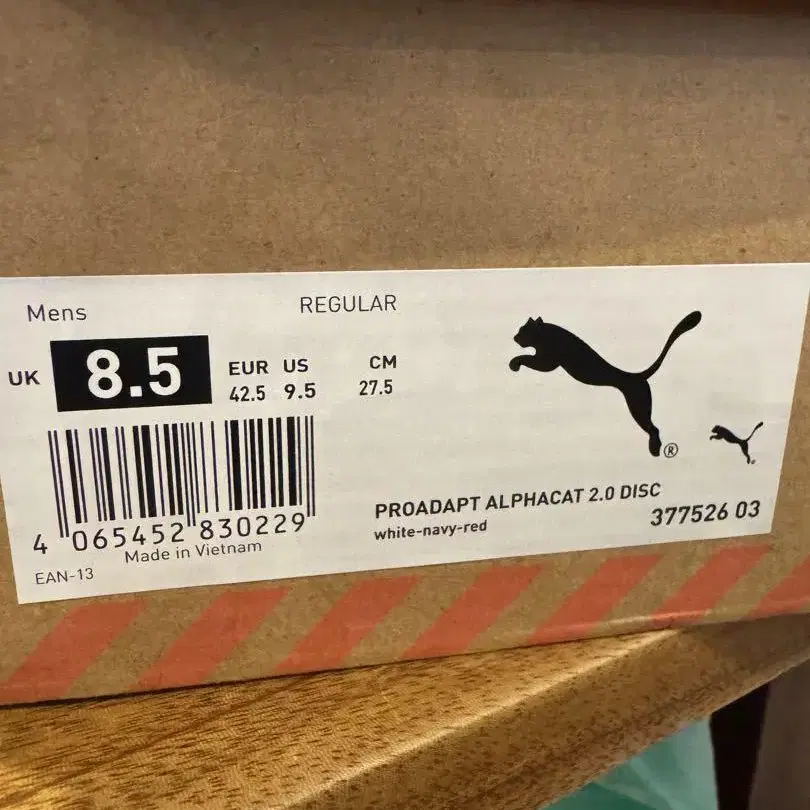 Mens
REGULAR
UK 8.5
EUR US CM
42.5 9.5 27.5
4 065452 830229
Made in Vietnam
EAN-13
PROADAPT ALPHACAT 2.0 DISC
white-navy-red
377526 03
®